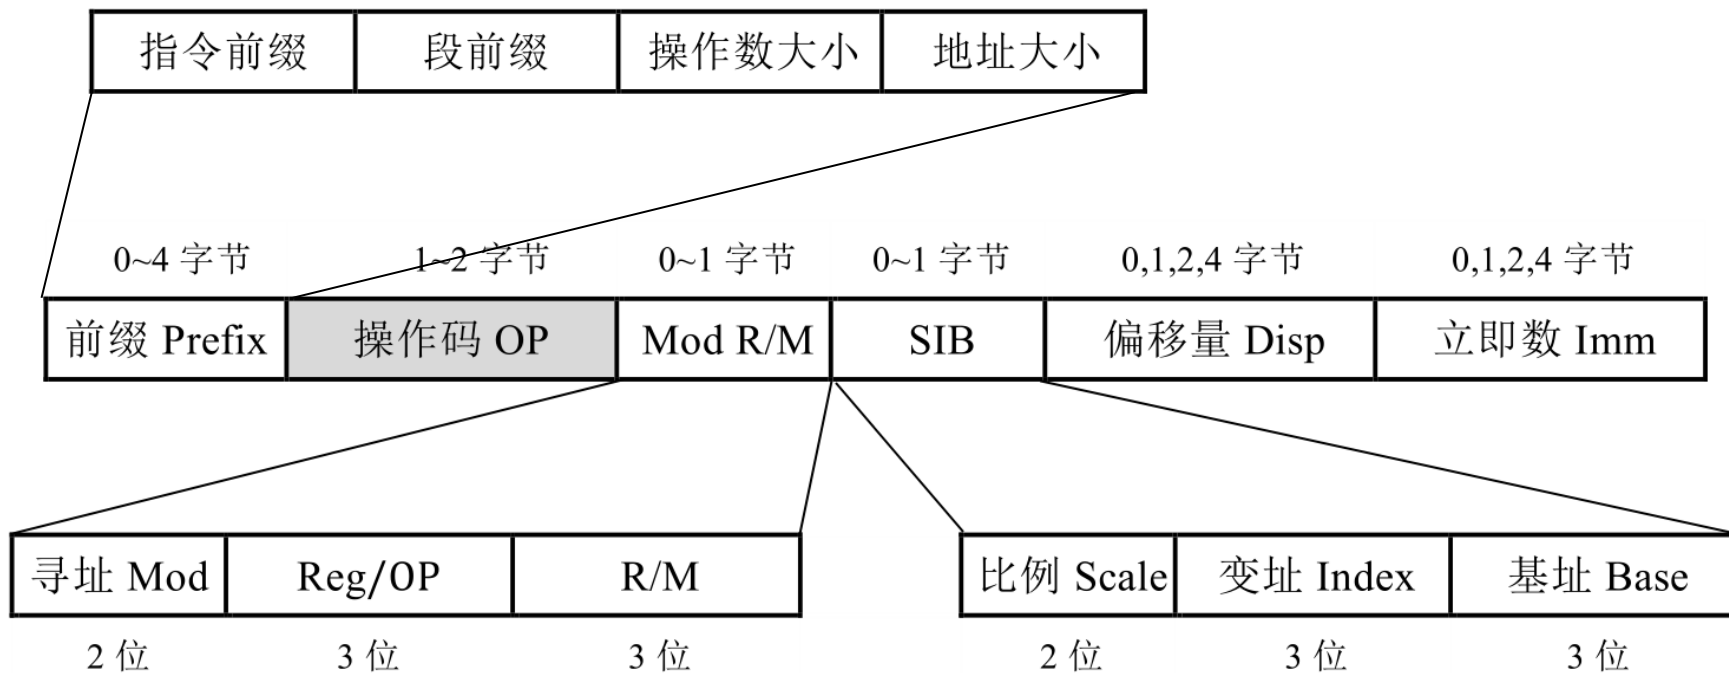 指令前缀 段前缀 操作数大小 地址大小
0~4 字节 1~2 字节 0~1 字节 0~1 字节 0,1,2,4 字节 0,1,2,4 字节
前缀 Prefix 操作码 OP Mod R/M SIB 偏移量 Disp 立即数 Imm
寻址 Mod Reg/OP R/M 比例 Scale 变址 Index 基址 Base
2 位 3 位 3 位 2 位 3 位 3 位